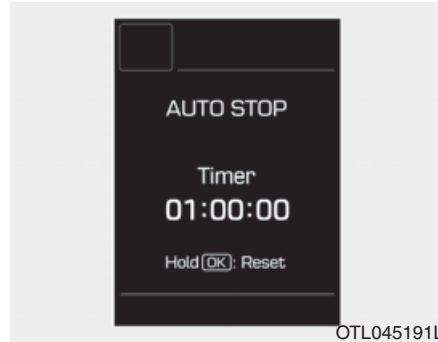 AUTO STOP
Timer
01:00:00
Hold OK: Reset
OTL045191L